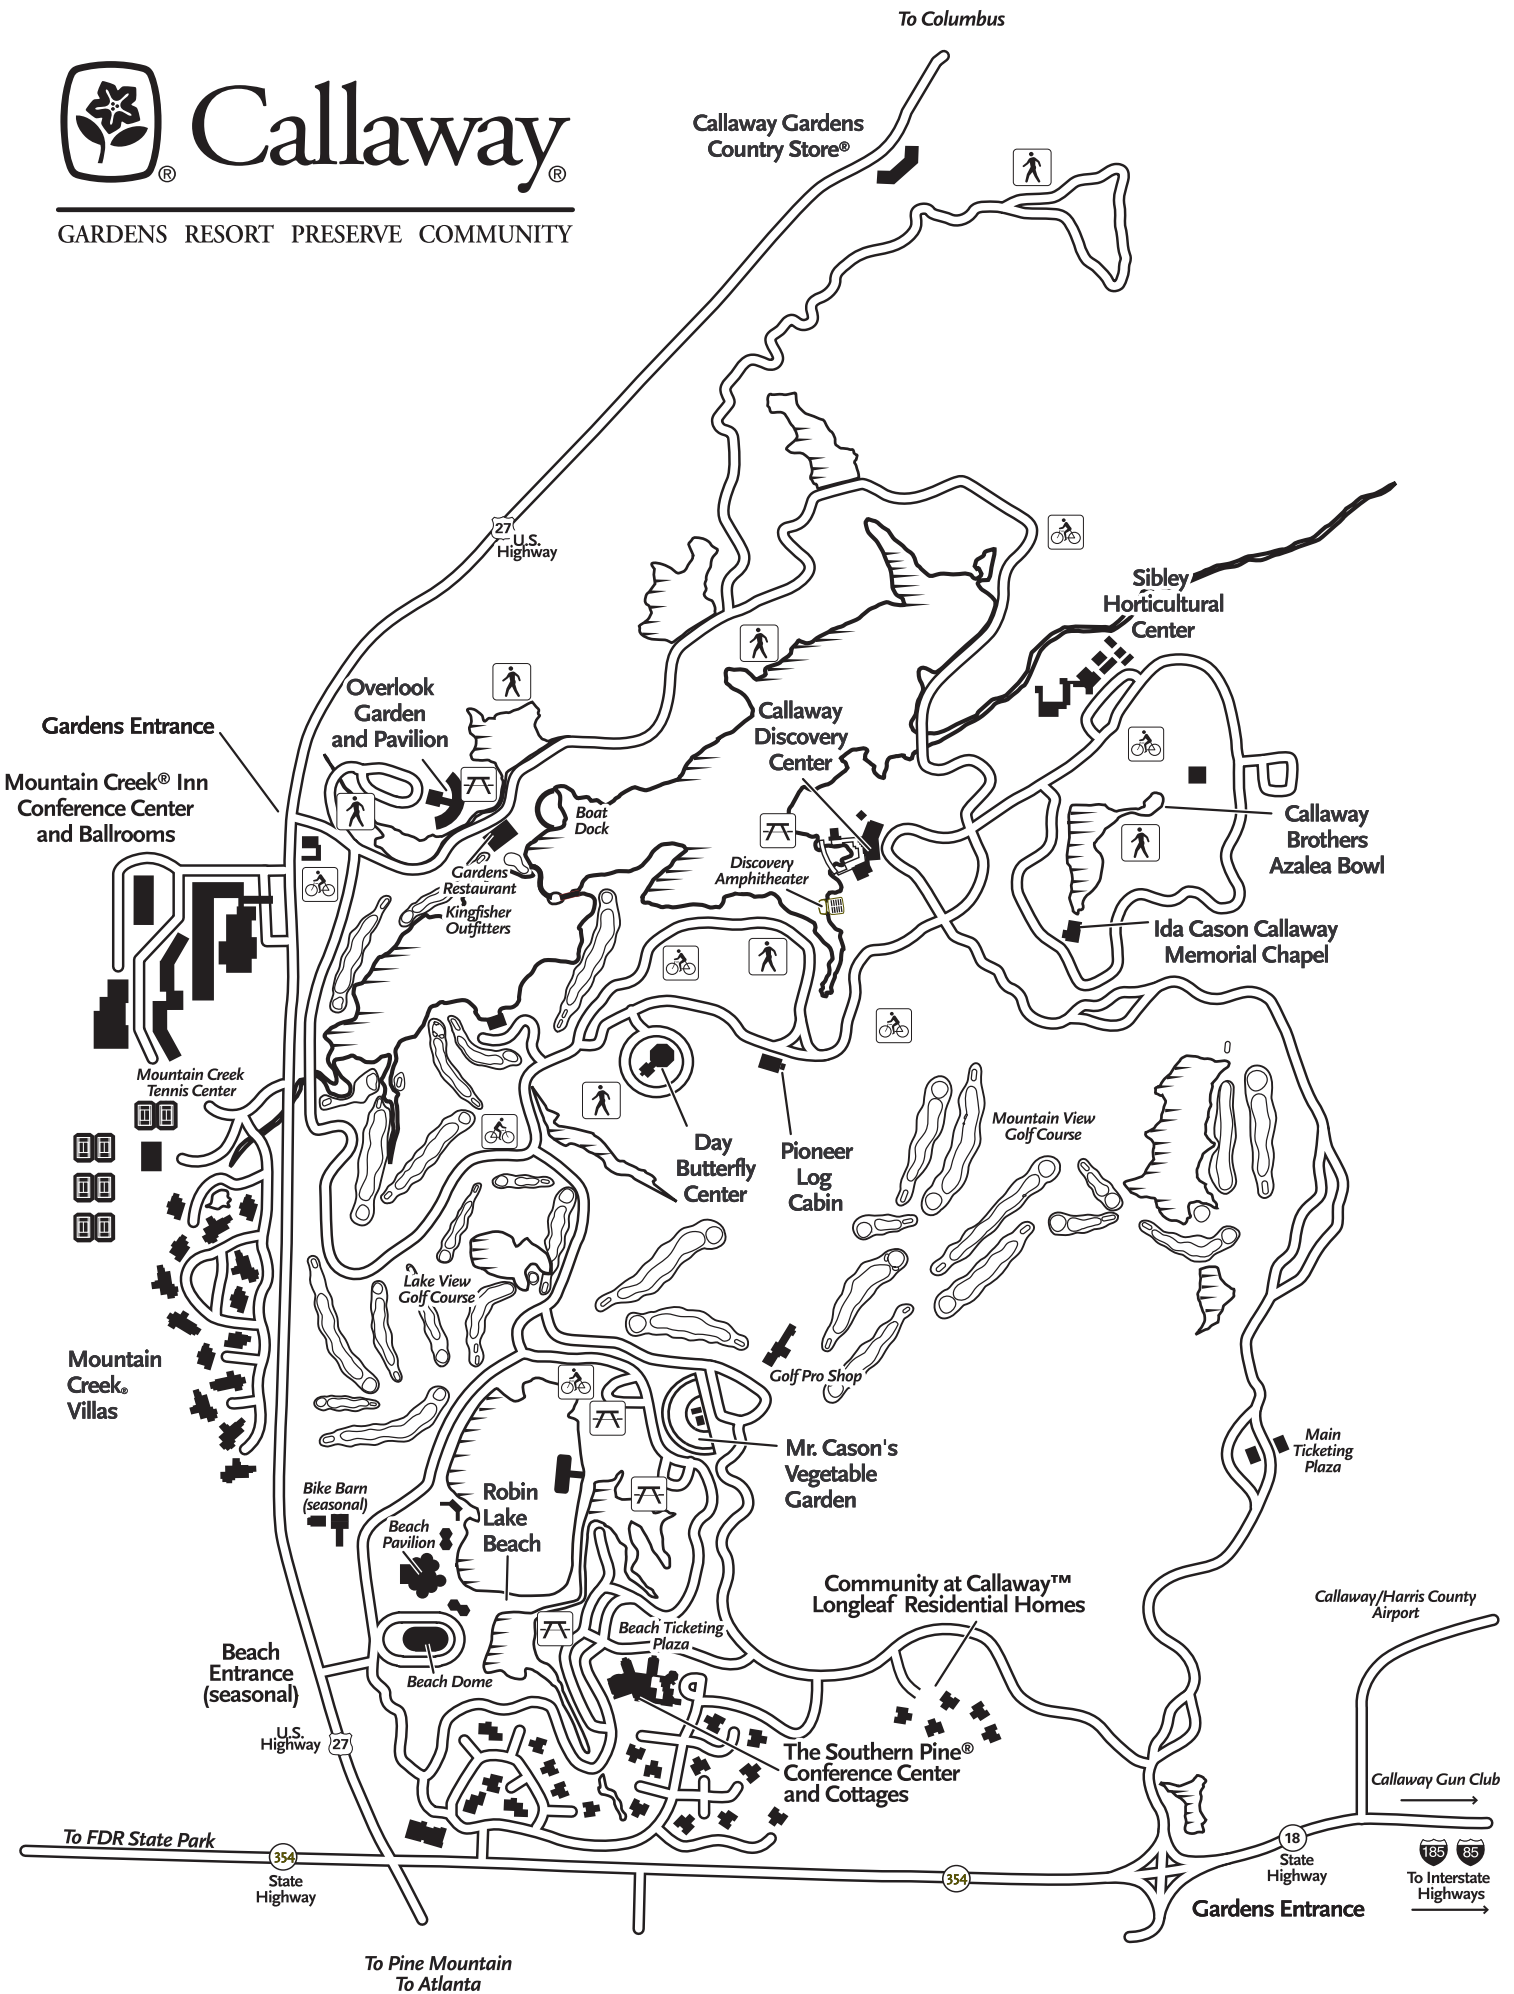 To Columbus
Callaway®
GARDENS RESORT PRESERVE COMMUNITY
®
Callaway Gardens
Country Store®
27
U.S.
Highway
Sibley
Horticultural
Center
Overlook
Garden
and Pavilion
Gardens Entrance
Callaway
Discovery
Center
Mountain Creek® Inn
Conference Center
and Ballrooms
Boat
Dock
Callaway
Brothers
Azalea Bowl
Discovery
Amphitheater
Gardens
Restaurant
Kingfisher
Outfitters
Ida Cason Callaway
Memorial Chapel
Mountain Creek
Tennis Center
Mountain View
Golf Course
Day
Butterfly
Center
Pioneer
Log
Cabin
Lake View
Golf Course
Mountain
Creek®
Villas
Golf Pro Shop
Mr. Cason's
Vegetable
Garden
Main
Ticketing
Plaza
Bike Barn
(seasonal)
Robin
Lake
Beach
Beach
Pavilion
Community at Callaway™
Longleaf Residential Homes
Callaway/Harris County
Airport
Beach Ticketing
Plaza
Beach
Entrance
(seasonal)
Beach Dome
U.S.
Highway
27
The Southern Pine®
Conference Center
and Cottages
Callaway Gun Club
To FDR State Park
354
State
Highway
354
18
State
Highway
185
85
To Interstate
Highways
Gardens Entrance
To Pine Mountain
To Atlanta